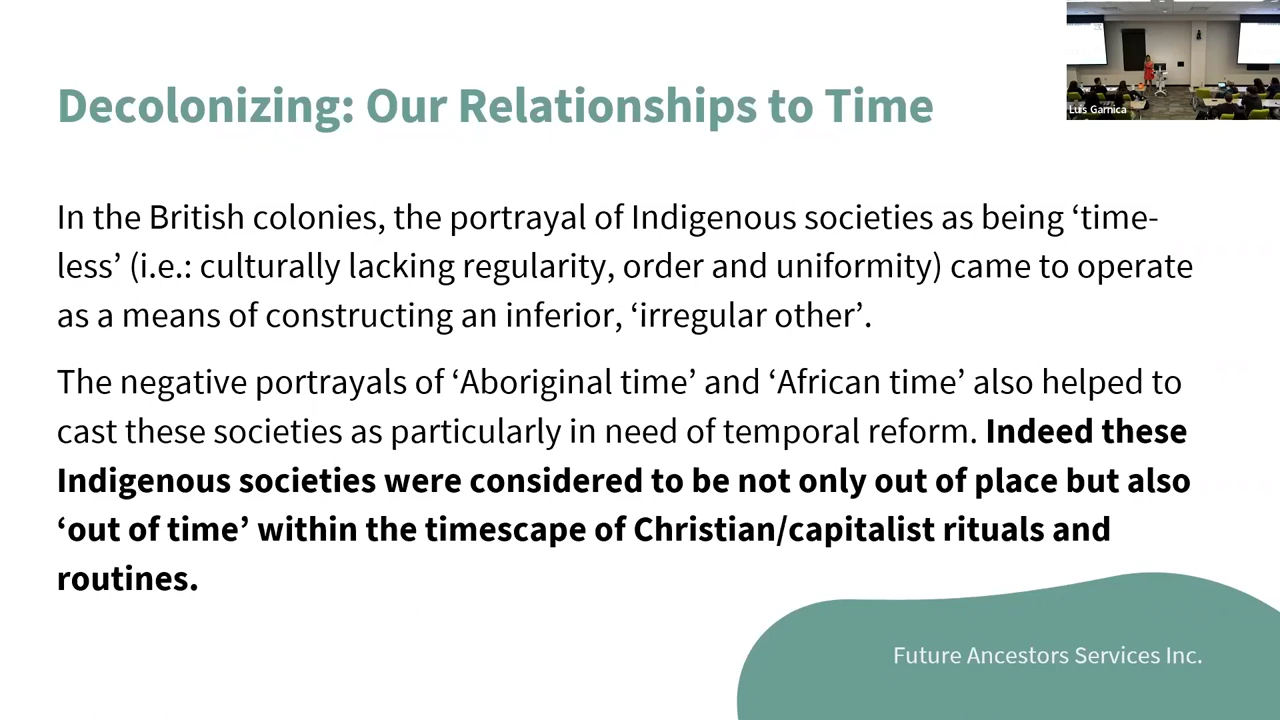 Luis Garnica
Decolonizing: Our Relationships to Time
In the British colonies, the portrayal of Indigenous societies as being ‘time-
less’ (i.e.: culturally lacking regularity, order and uniformity) came to operate
as a means of constructing an inferior, ‘irregular other’.
The negative portrayals of ‘Aboriginal time’ and ‘African time’ also helped to
cast these societies as particularly in need of temporal reform. Indeed these
Indigenous societies were considered to be not only out of place but also
‘out of time’ within the timescape of Christian/capitalist rituals and
routines.
Future Ancestors Services Inc.